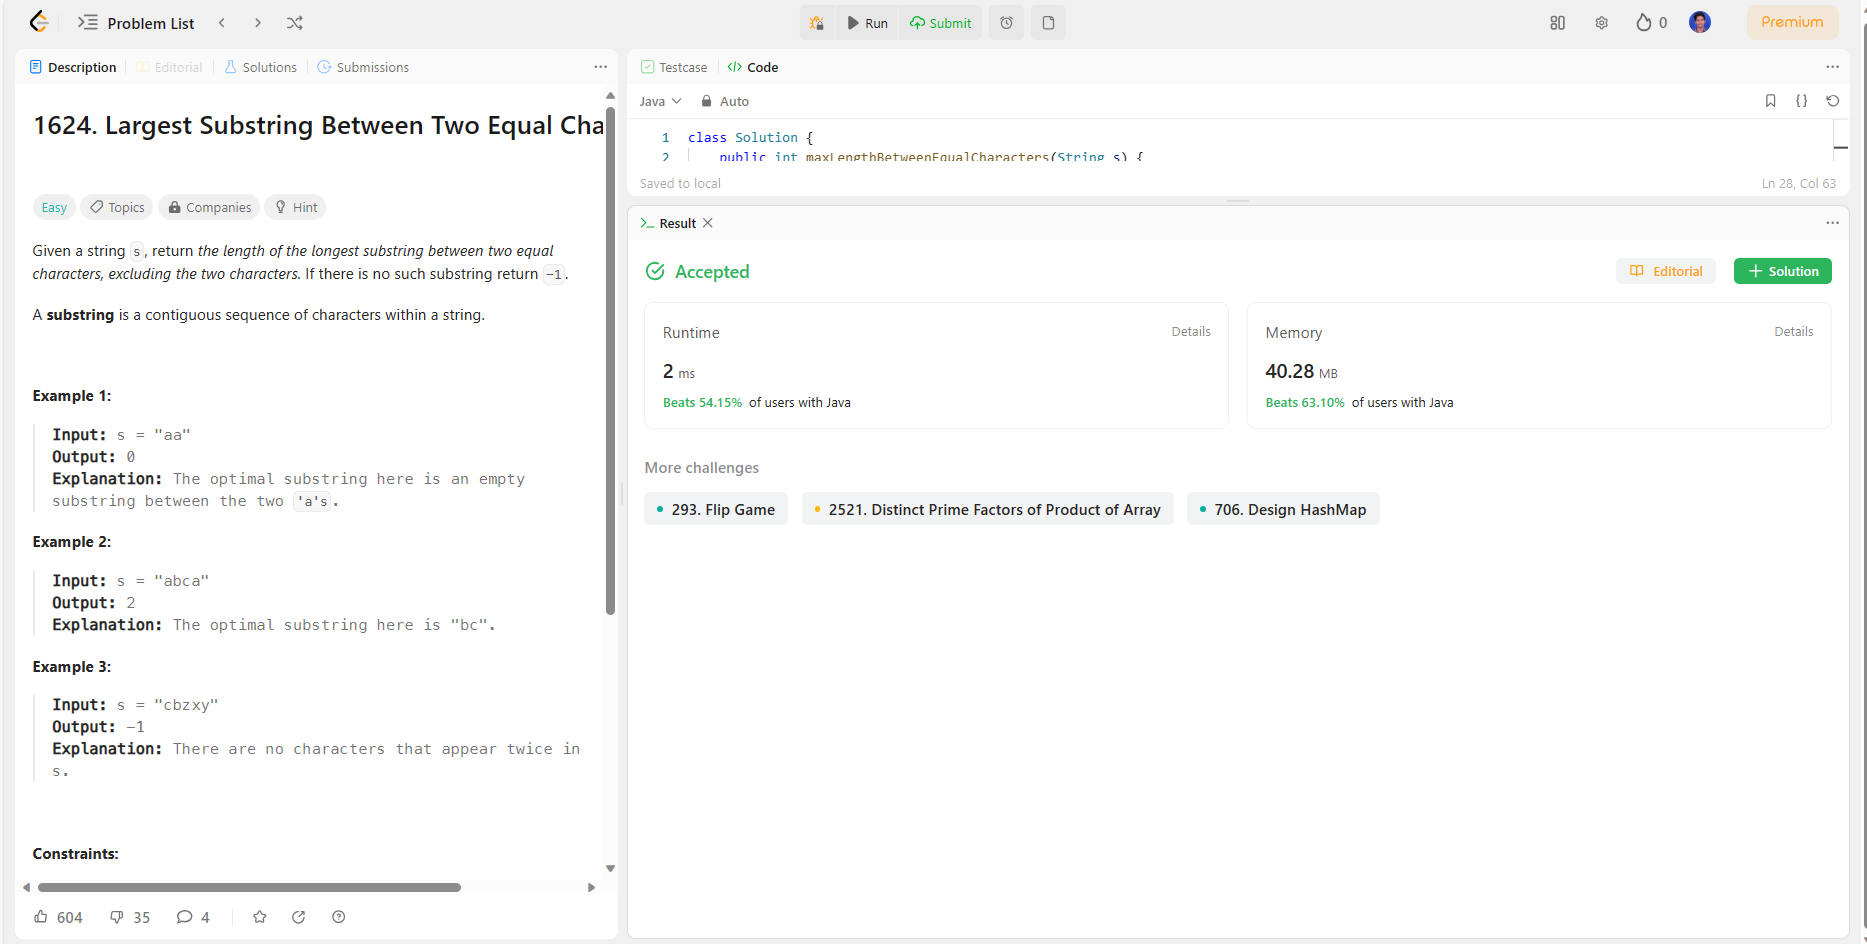 Problem List
Run
Submit
0
Premium
Description
Editorial
Solutions
Submissions
1624. Largest Substring Between Two Equal Cha
Easy
Topics
Companies
Hint
Given a string s, return the length of the longest substring between two equal
characters, excluding the two characters. If there is no such substring return -1.
A substring is a contiguous sequence of characters within a string.
Example 1:
Input: s = "aa"
Output: 0
Explanation: The optimal substring here is an empty
substring between the two 'a's.
Example 2:
Input: s = "abca"
Output: 2
Explanation: The optimal substring here is "bc".
Example 3:
Input: s = "cbzxy"
Output: -1
Explanation: There are no characters that appear twice in
s.
Constraints:
604
35
4
Testcase
</> Code
Java
Auto
{}
1 class Solution {
2 public int maxLengthBetweenEqualCharacters(String s) {
Saved to local
Ln 28, Col 63
Result
Accepted
Editorial
Solution
Runtime
Details
2 ms
Beats 54.15% of users with Java
Memory
Details
40.28 MB
Beats 63.10% of users with Java
More challenges
293. Flip Game
2521. Distinct Prime Factors of Product of Array
706. Design HashMap